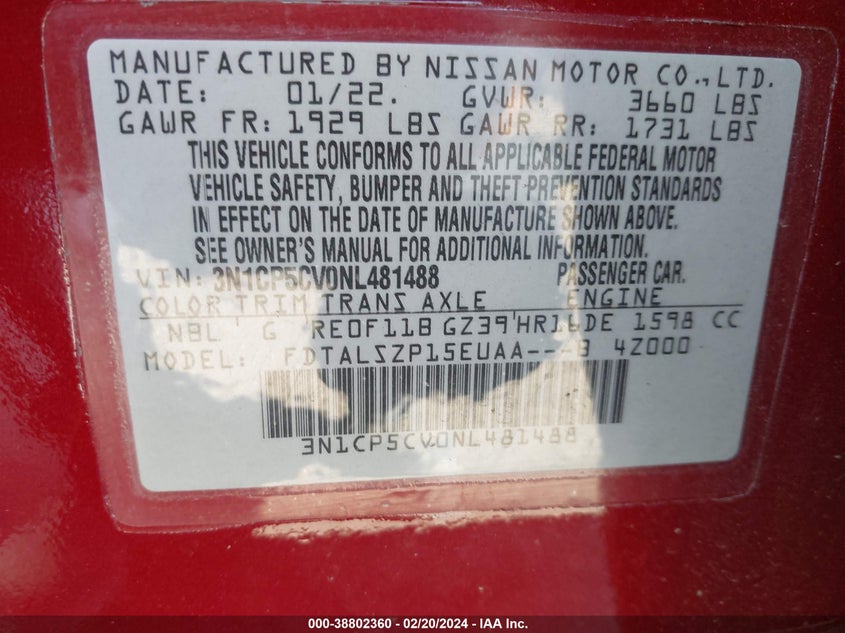 MANUFACTURED BY NISSAN MOTOR CO., LTD.
DATE: 01/22. GVWR: 3660 LBS
GAWR FR: 1929 LBS GAWR RR: 1731 LBS
THIS VEHICLE CONFORMS TO ALL APPLICABLE FEDERAL MOTOR
VEHICLE SAFETY, BUMPER AND THEFT PREVENTION STANDARDS
IN EFFECT ON THE DATE OF MANUFACTURE SHOWN ABOVE.
SEE OWNER'S MANUAL FOR ADDITIONAL INFORMATION.
VIN: 3N1CP5CV0NL481488 PASSENGER CAR.
COLOR TRIM TRANS AXLE ENGINE
NBL G RE0F11B GZ39 HR16DE 1598 CC
MODEL: FDTALSZP15EUAA---B 4Z000
3N1CP5CV0NL481488
000-38802360 - 02/20/2024 - IAA Inc.